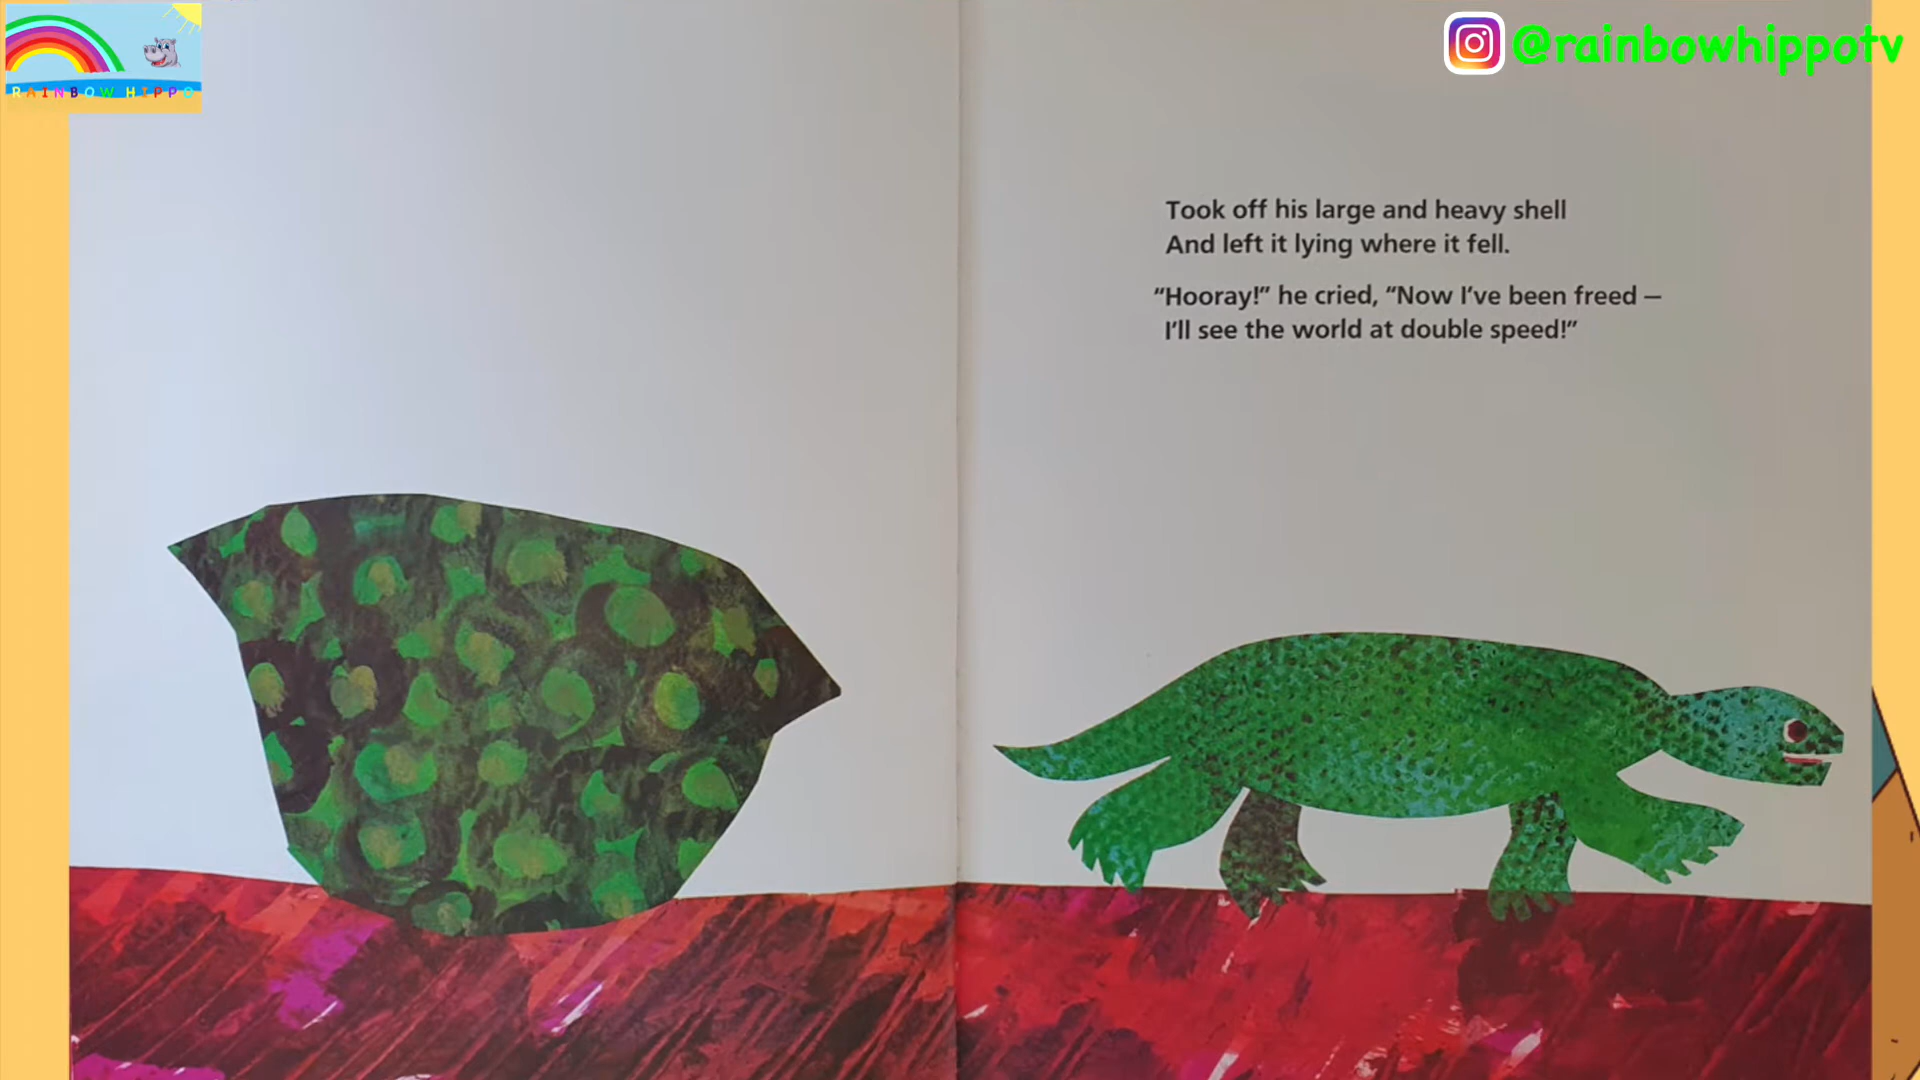 RAINBOW HIPPO
@rainbowhippotv
Took off his large and heavy shell
And left it lying where it fell.
“Hooray!” he cried, “Now I’ve been freed —
I’ll see the world at double speed!”